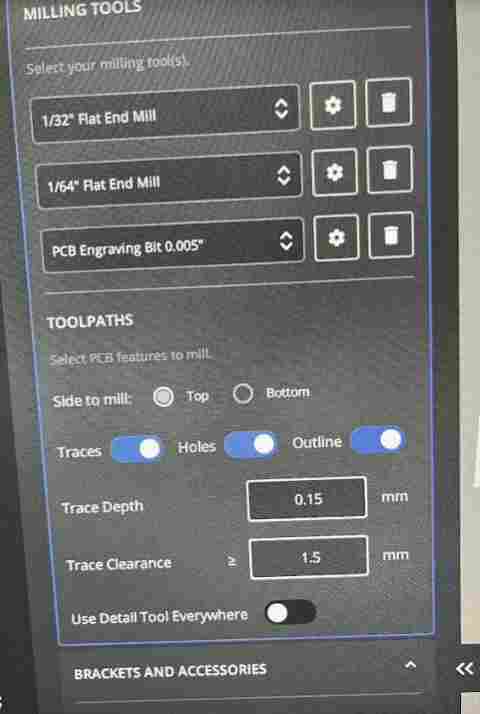 MILLING TOOLS
Select your milling tool(s).
1/32" Flat End Mill
1/64" Flat End Mill
PCB Engraving Bit 0.005"
TOOLPATHS
Select PCB features to mill.
Side to mill: Top Bottom
Traces Holes Outline
Trace Depth 0.15 mm
Trace Clearance ≥ 1.5 mm
Use Detail Tool Everywhere
BRACKETS AND ACCESSORIES